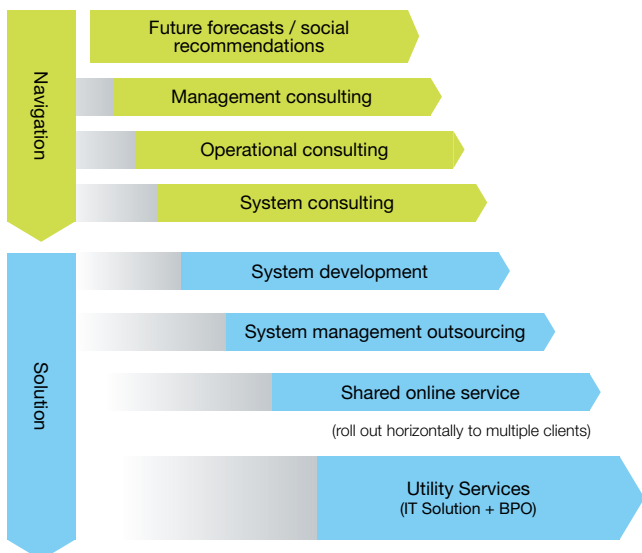 Navigation
Future forecasts / social
recommendations
Management consulting
Operational consulting
System consulting
Solution
System development
System management outsourcing
Shared online service
(roll out horizontally to multiple clients)
Utility Services
(IT Solution + BPO)